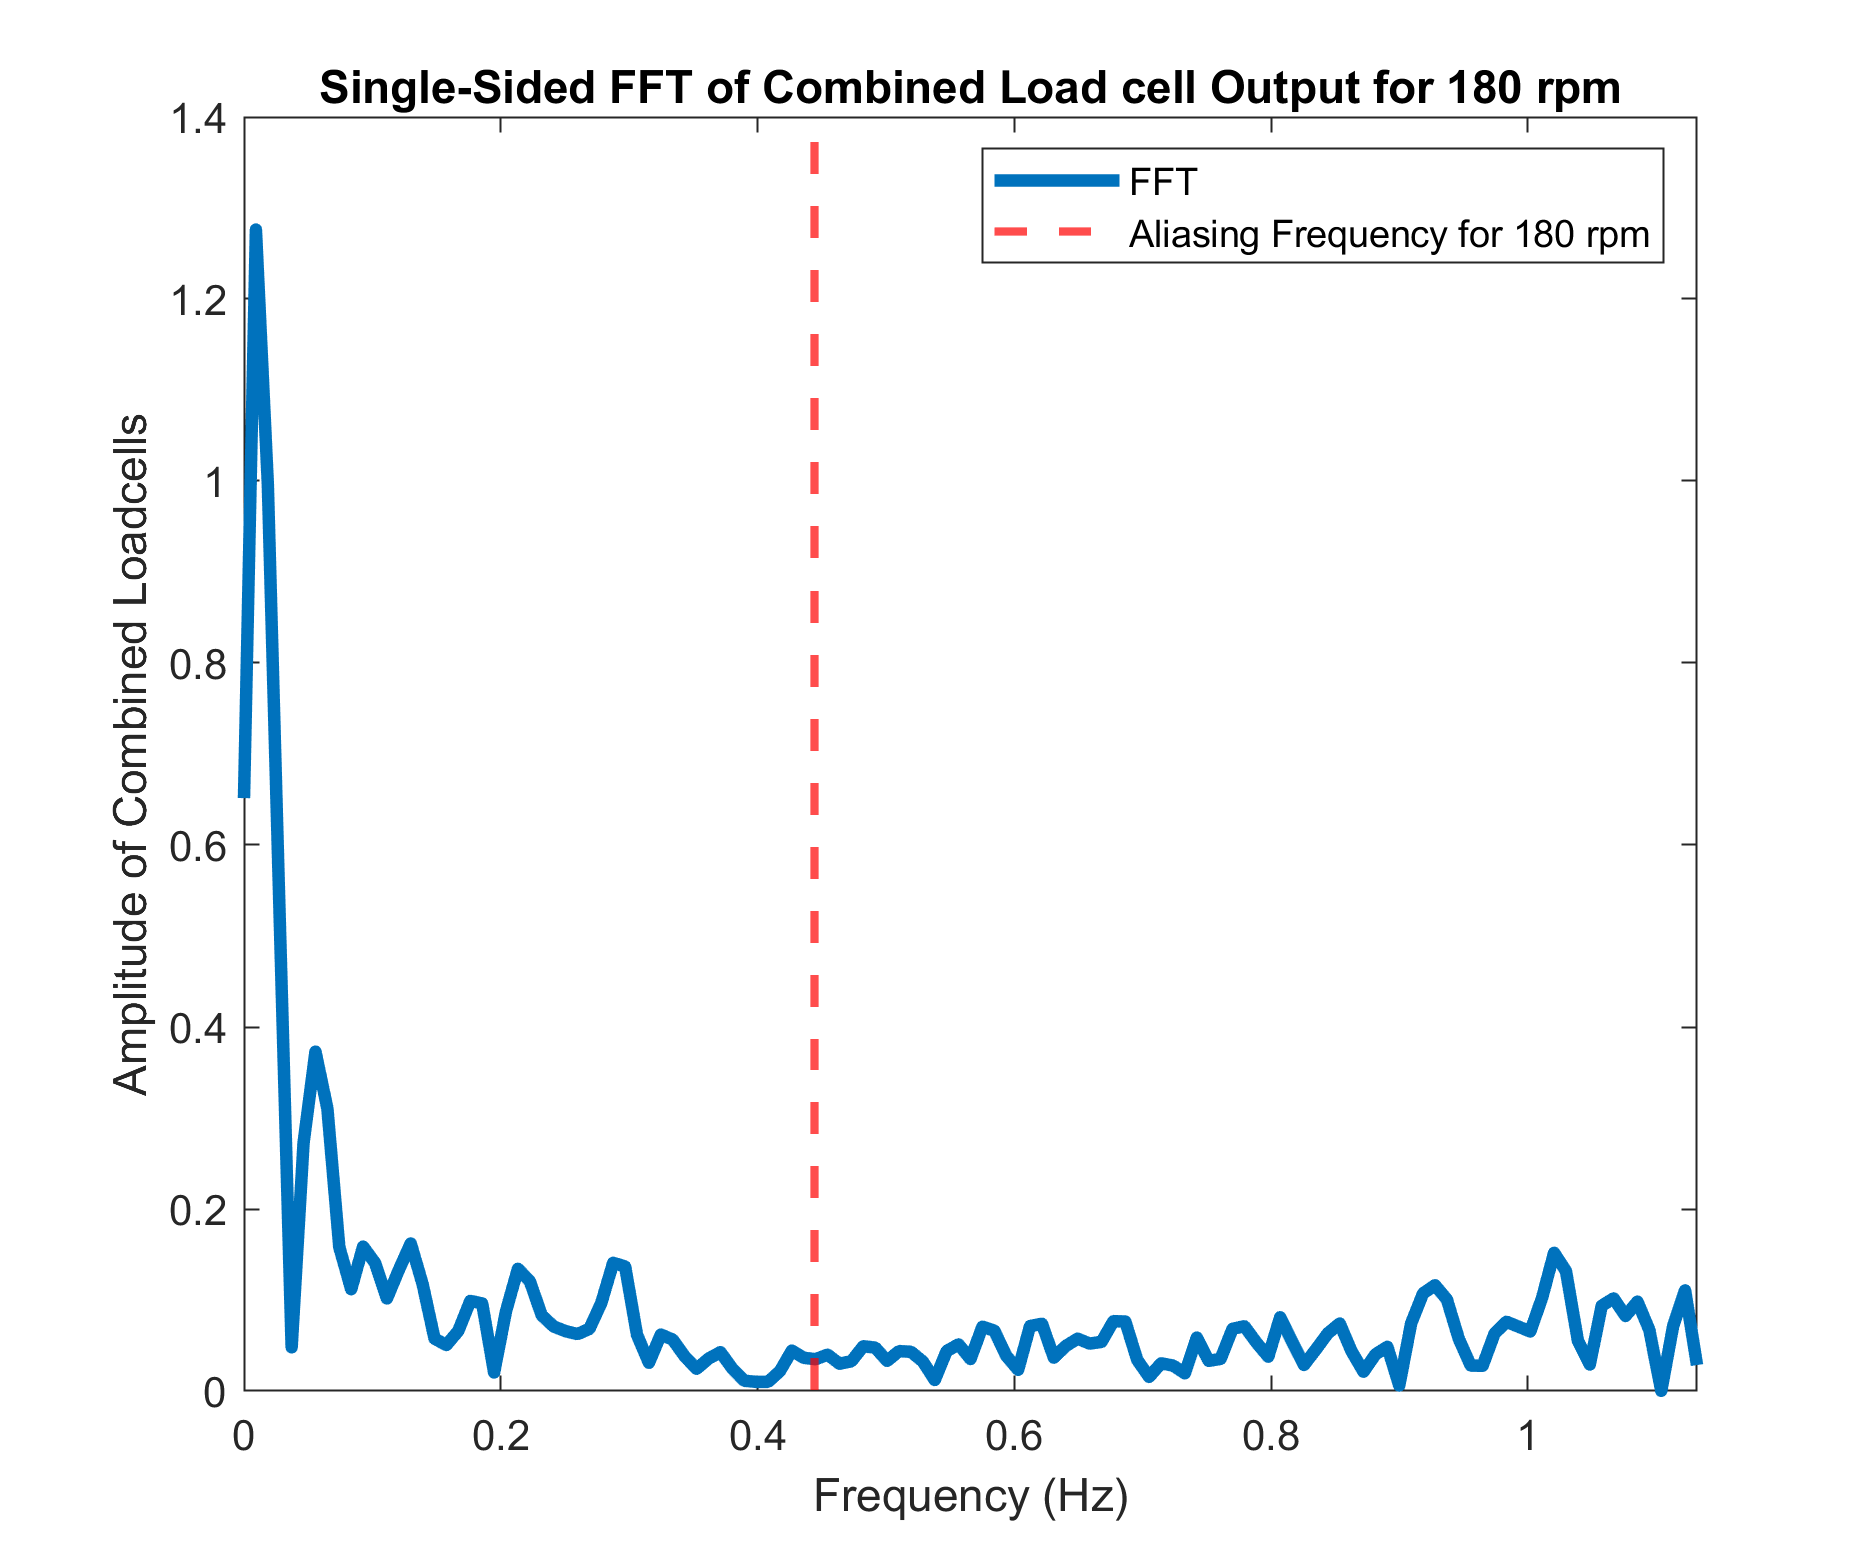 Single-Sided FFT of Combined Load cell Output for 180 rpm
1.4
1.2
1
0.8
0.6
0.4
0.2
0
Amplitude of Combined Loadcells
FFT
Aliasing Frequency for 180 rpm
0 0.2 0.4 0.6 0.8 1
Frequency (Hz)